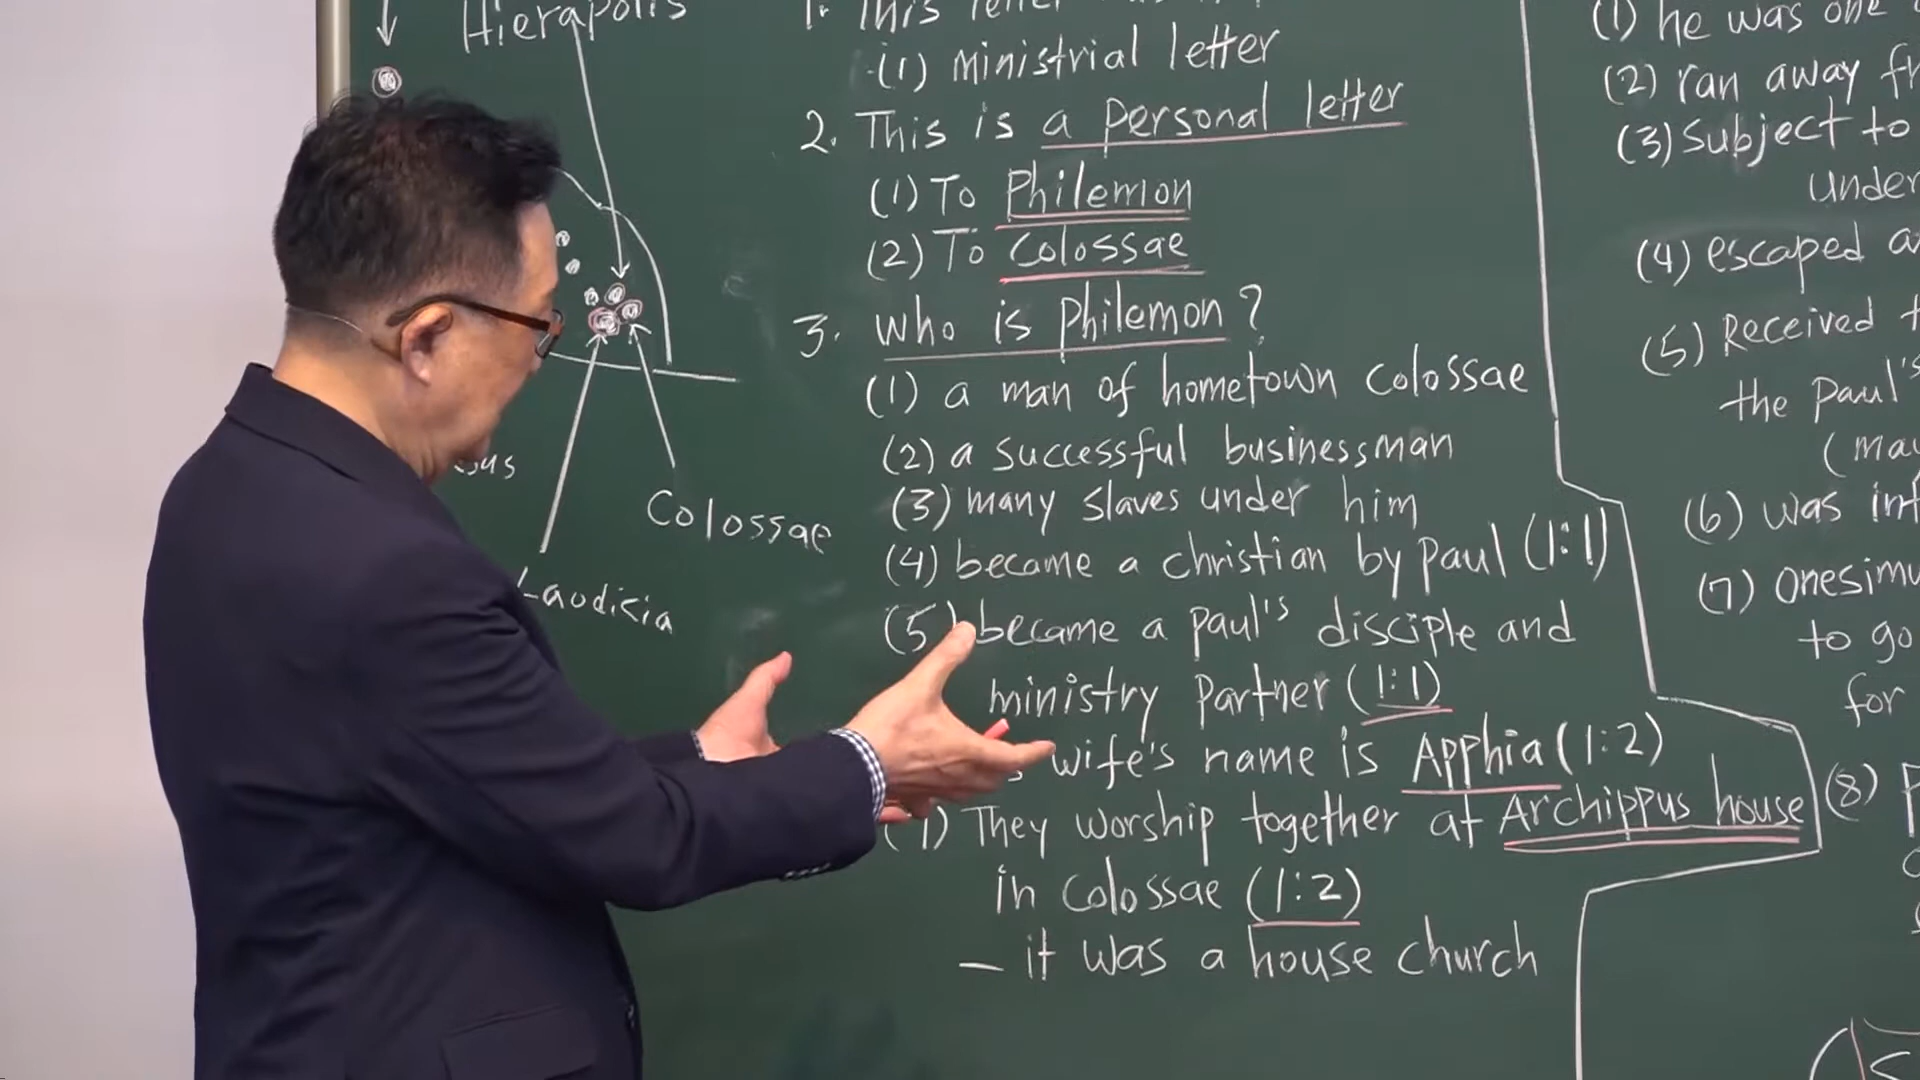 Hierapolis
Colossae
Laodicia
1. This letter
(1) Ministrial letter
2. This is a personal letter
(1) To Philemon
(2) To Colossae
3. Who is Philemon?
(1) a man of hometown Colossae
(2) a successful businessman
(3) many slaves under him
(4) became a christian by paul (1:1)
(5) became a paul's disciple and
ministry partner (1:1)
wife's name is Apphia (1:2)
They worship together at Archippus house
in Colossae (1:2)
— it was a house church
(1) he was one
(2) ran away
(3) Subject to
under
(4) escaped
(5) Received
the Paul's
(6) was
(7)
to go
for
(8)